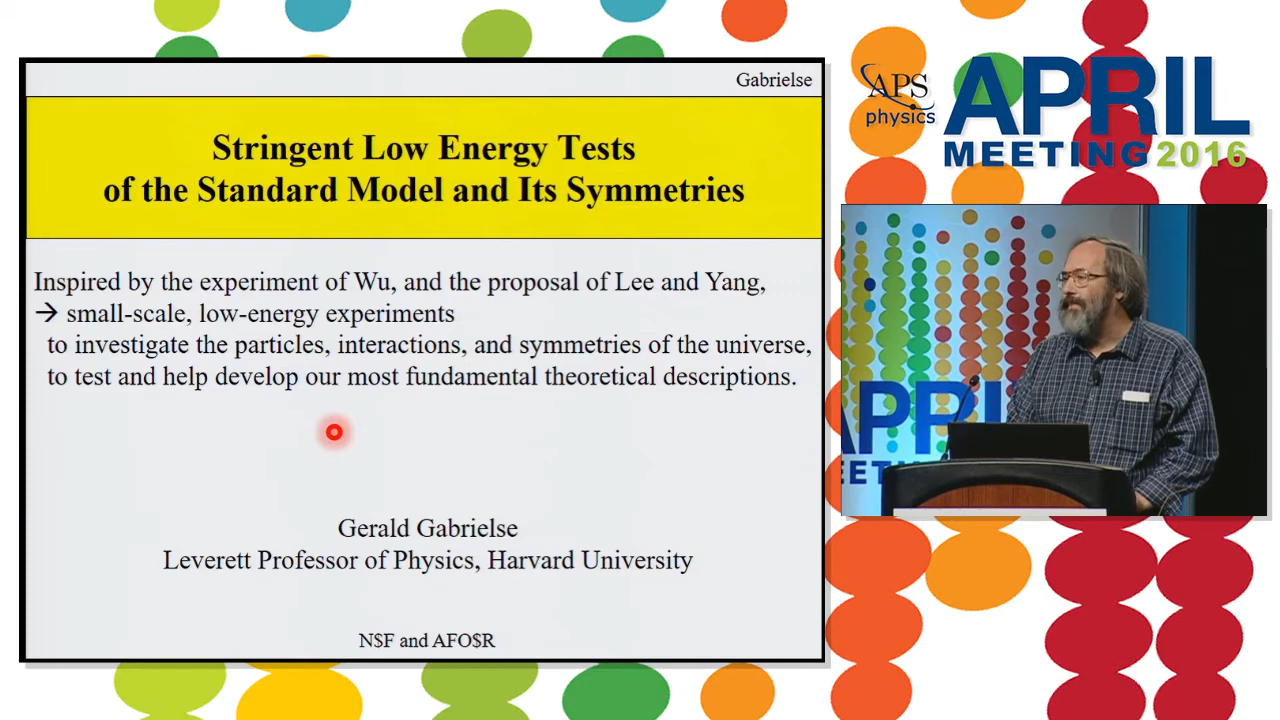 Gabrielse
Stringent Low Energy Tests
of the Standard Model and Its Symmetries
Inspired by the experiment of Wu, and the proposal of Lee and Yang,
→ small-scale, low-energy experiments
to investigate the particles, interactions, and symmetries of the universe,
to test and help develop our most fundamental theoretical descriptions.
Gerald Gabrielse
Leverett Professor of Physics, Harvard University
N$F and AFO$R
APS
physics
APRIL
MEETING 2016
APRI
MEETI